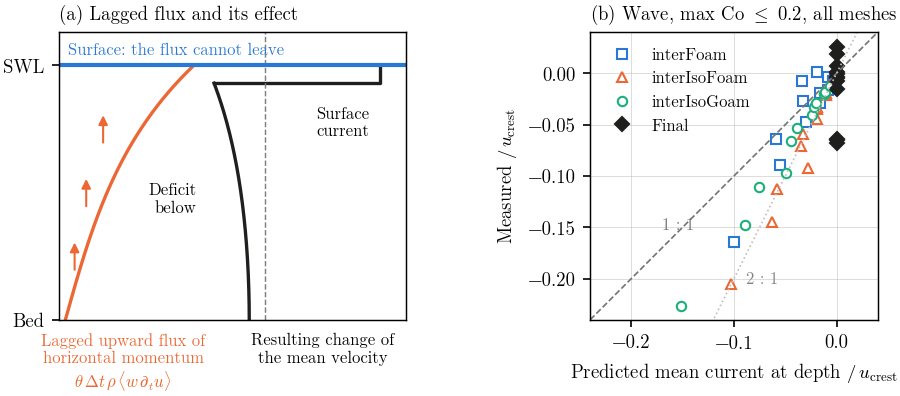 (a) Lagged flux and its effect
Surface: the flux cannot leave
SWL
Surface
current
Deficit
below
Bed
Lagged upward flux of
horizontal momentum
θ Δt ρ ⟨w ∂ₜu⟩
Resulting change of
the mean velocity
(b) Wave, max Co ≤ 0.2, all meshes
interFoam
interIsoFoam
interIsoGoam
Final
1 : 1
2 : 1
0.00
−0.05
−0.10
−0.15
−0.20
Measured / u_crest
−0.2
−0.1
0.0
Predicted mean current at depth / u_crest